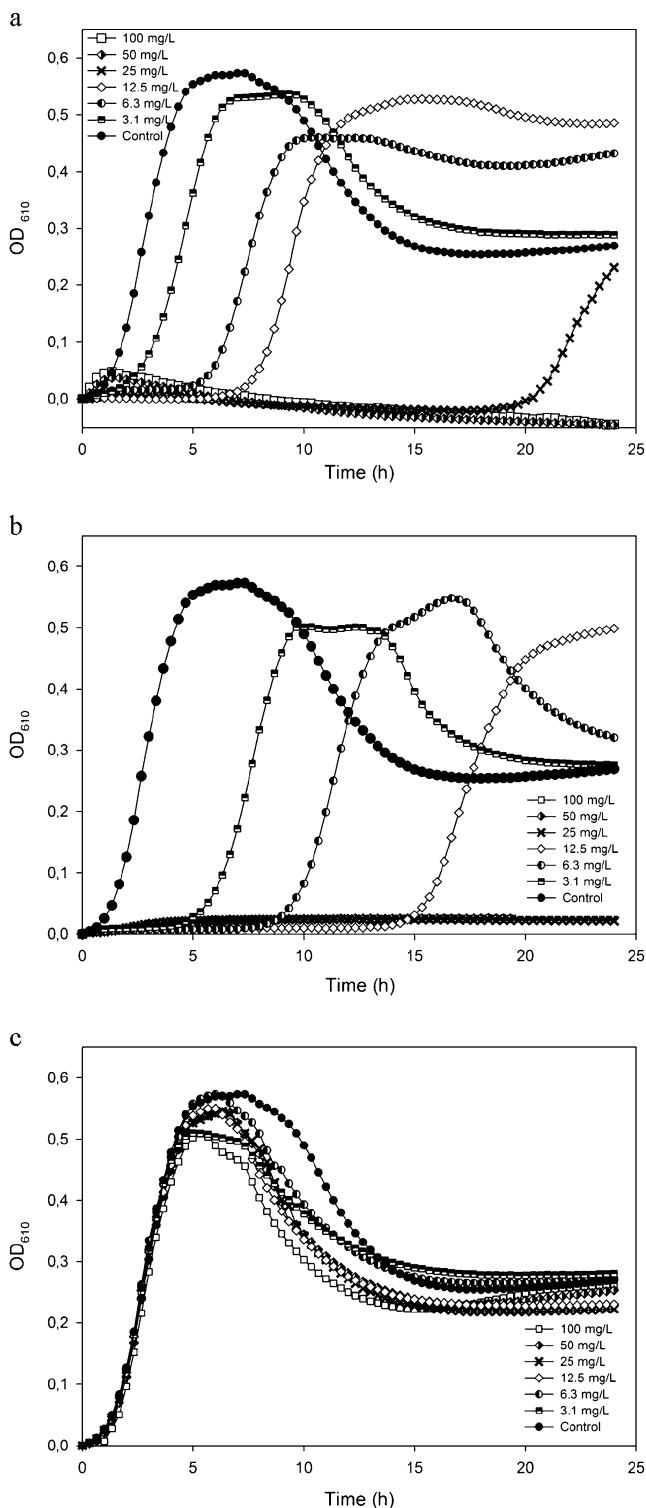 a
100 mg/L
50 mg/L
25 mg/L
12.5 mg/L
6.3 mg/L
3.1 mg/L
Control
0,6
0,5
0,4
0,3
0,2
0,1
0,0
OD 610
0 5 10 15 20 25
Time (h)
b
0,6
0,5
0,4
0,3
0,2
0,1
0,0
OD610
100 mg/L
50 mg/L
25 mg/L
12.5 mg/L
6.3 mg/L
3.1 mg/L
Control
0 5 10 15 20 25
Time (h)
c
0,6
0,5
0,4
0,3
0,2
0,1
0,0
OD610
100 mg/L
50 mg/L
25 mg/L
12.5 mg/L
6.3 mg/L
3.1 mg/L
Control
0 5 10 15 20 25
Time (h)